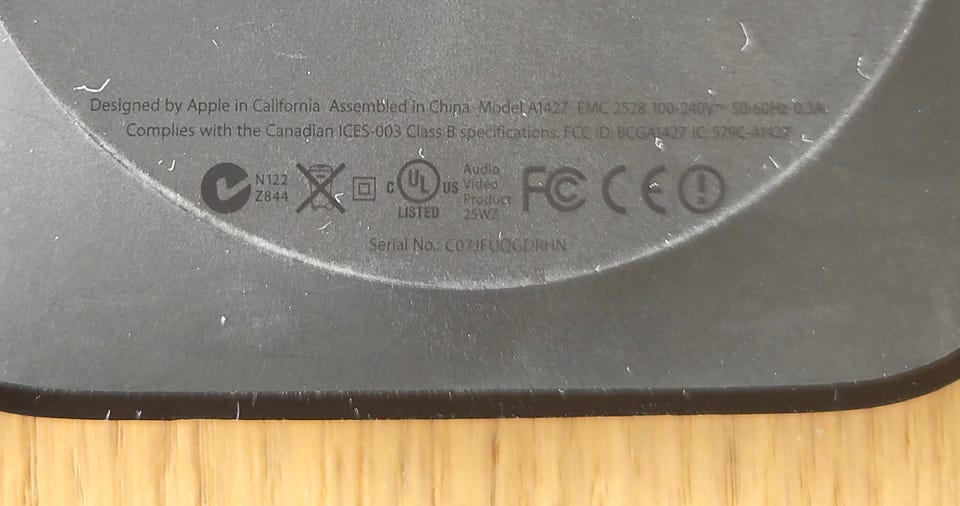 Designed by Apple in California Assembled in China Model A1427 EMC 2528 100-240V~ 50-60Hz 0.3A
Complies with the Canadian ICES-003 Class B specifications. FCC ID: BCGA1427 IC: 579C-A1427
N122
Z844
C UL US
LISTED
Audio
Video
Product
25WZ
FC CE
Serial No.: